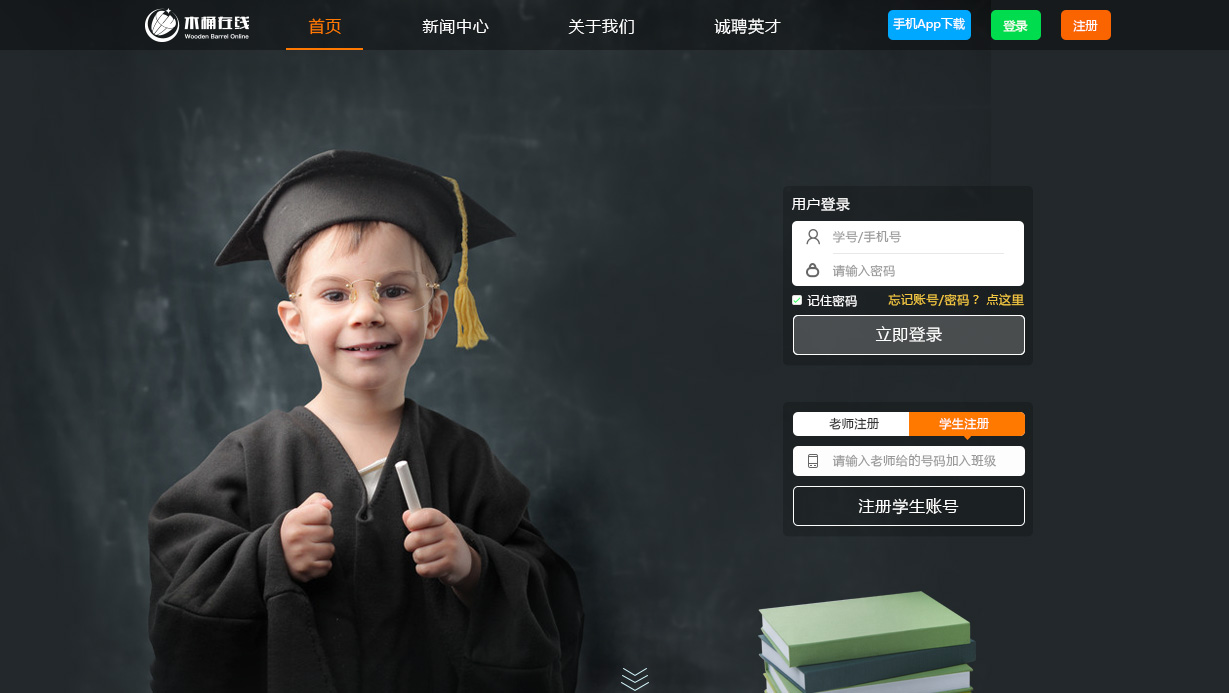 木桶在线
Wooden Barrel Online
首页
新闻中心
关于我们
诚聘英才
手机App下载
登录
注册
用户登录
学号/手机号
请输入密码
记住密码
忘记账号/密码？ 点这里
立即登录
老师注册
学生注册
请输入老师给的号码加入班级
注册学生账号